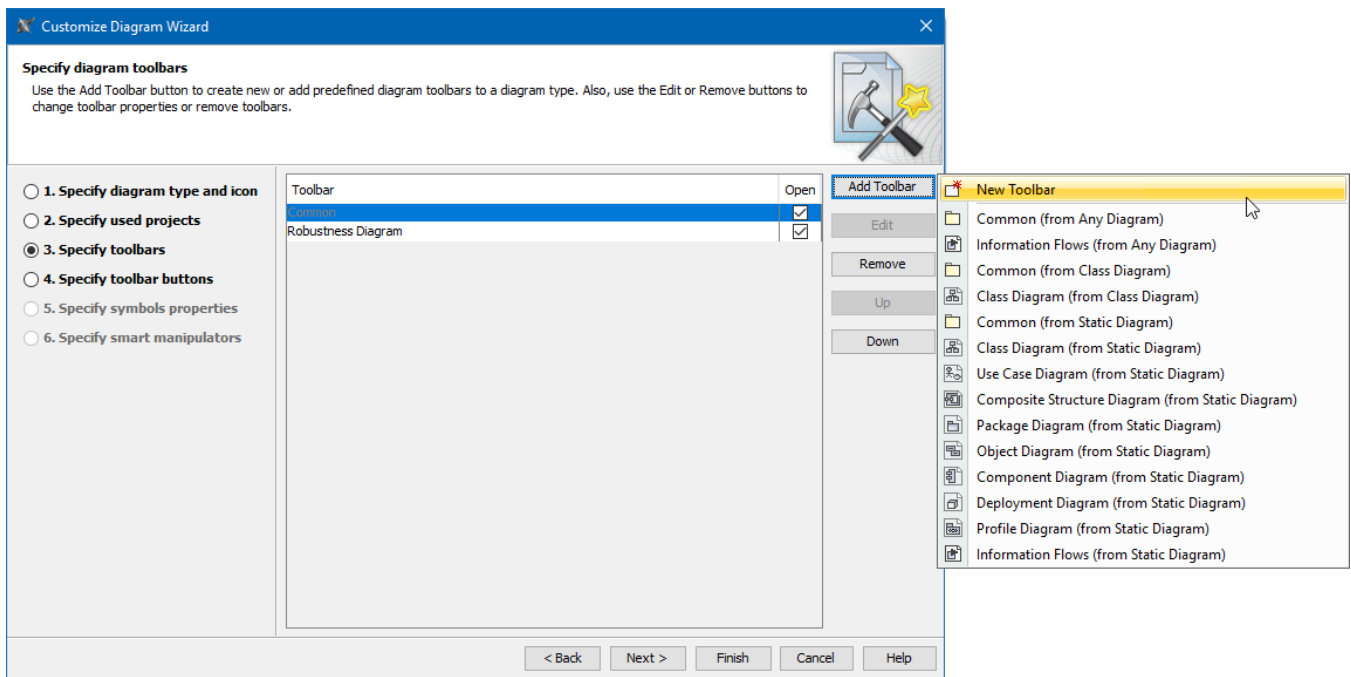 Customize Diagram Wizard
Specify diagram toolbars
Use the Add Toolbar button to create new or add predefined diagram toolbars to a diagram type. Also, use the Edit or Remove buttons to
change toolbar properties or remove toolbars.
1. Specify diagram type and icon
2. Specify used projects
3. Specify toolbars
4. Specify toolbar buttons
5. Specify symbols properties
6. Specify smart manipulators
Toolbar Open
Common
Robustness Diagram
Add Toolbar
Edit
Remove
Up
Down
New Toolbar
Common (from Any Diagram)
Information Flows (from Any Diagram)
Common (from Class Diagram)
Class Diagram (from Class Diagram)
Common (from Static Diagram)
Class Diagram (from Static Diagram)
Use Case Diagram (from Static Diagram)
Composite Structure Diagram (from Static Diagram)
Package Diagram (from Static Diagram)
Object Diagram (from Static Diagram)
Component Diagram (from Static Diagram)
Deployment Diagram (from Static Diagram)
Profile Diagram (from Static Diagram)
Information Flows (from Static Diagram)
< Back Next > Finish Cancel Help